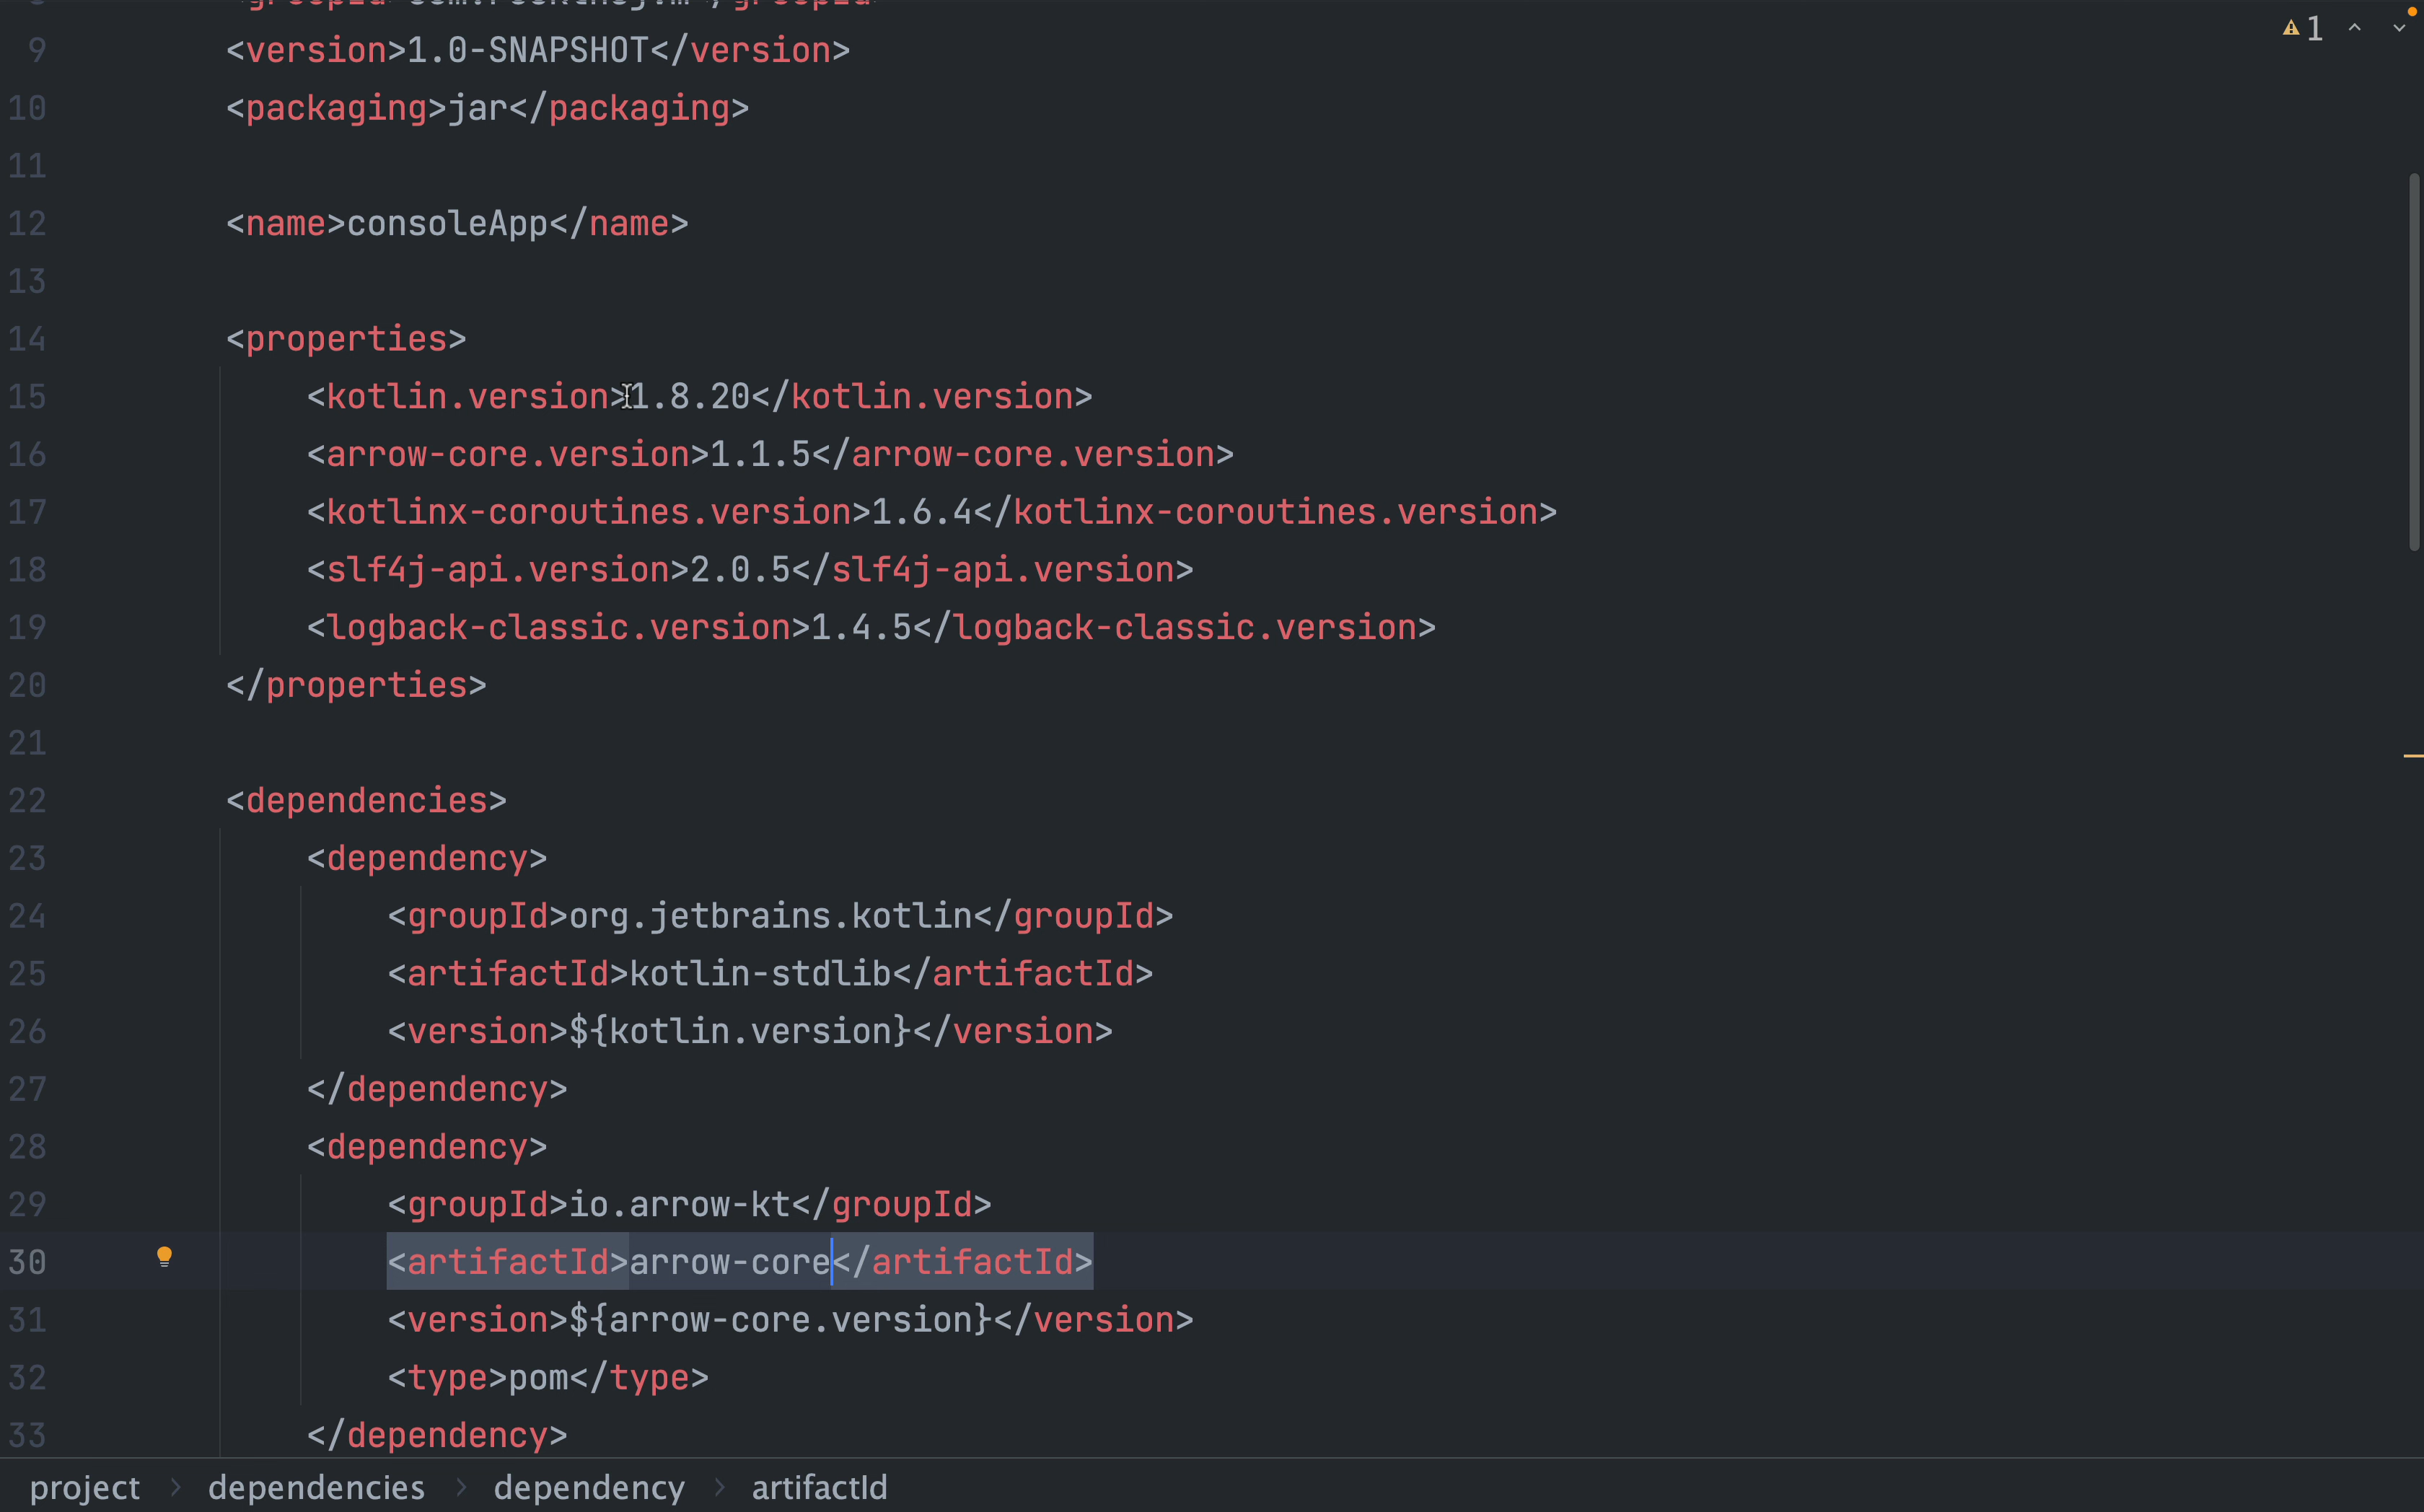 9 <version>1.0-SNAPSHOT</version>
1
10 <packaging>jar</packaging>
11
12 <name>consoleApp</name>
13
14 <properties>
15 <kotlin.version>1.8.20</kotlin.version>
16 <arrow-core.version>1.1.5</arrow-core.version>
17 <kotlinx-coroutines.version>1.6.4</kotlinx-coroutines.version>
18 <slf4j-api.version>2.0.5</slf4j-api.version>
19 <logback-classic.version>1.4.5</logback-classic.version>
20 </properties>
21
22 <dependencies>
23 <dependency>
24 <groupId>org.jetbrains.kotlin</groupId>
25 <artifactId>kotlin-stdlib</artifactId>
26 <version>${kotlin.version}</version>
27 </dependency>
28 <dependency>
29 <groupId>io.arrow-kt</groupId>
30 <artifactId>arrow-core</artifactId>
31 <version>${arrow-core.version}</version>
32 <type>pom</type>
33 </dependency>
project > dependencies > dependency > artifactId